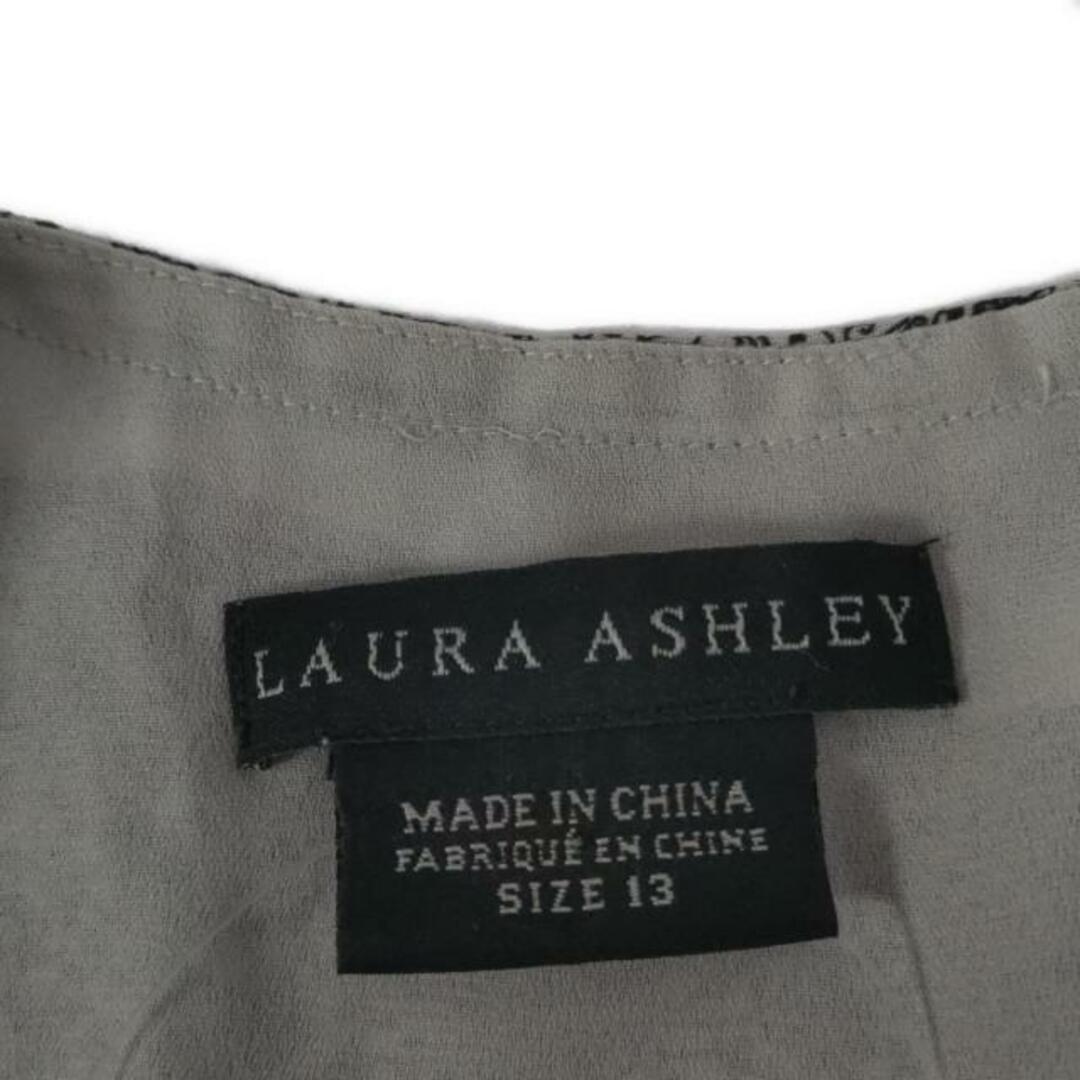 LAURA ASHLEY
MADE IN CHINA
FABRIQUÉ EN CHINE
SIZE 13